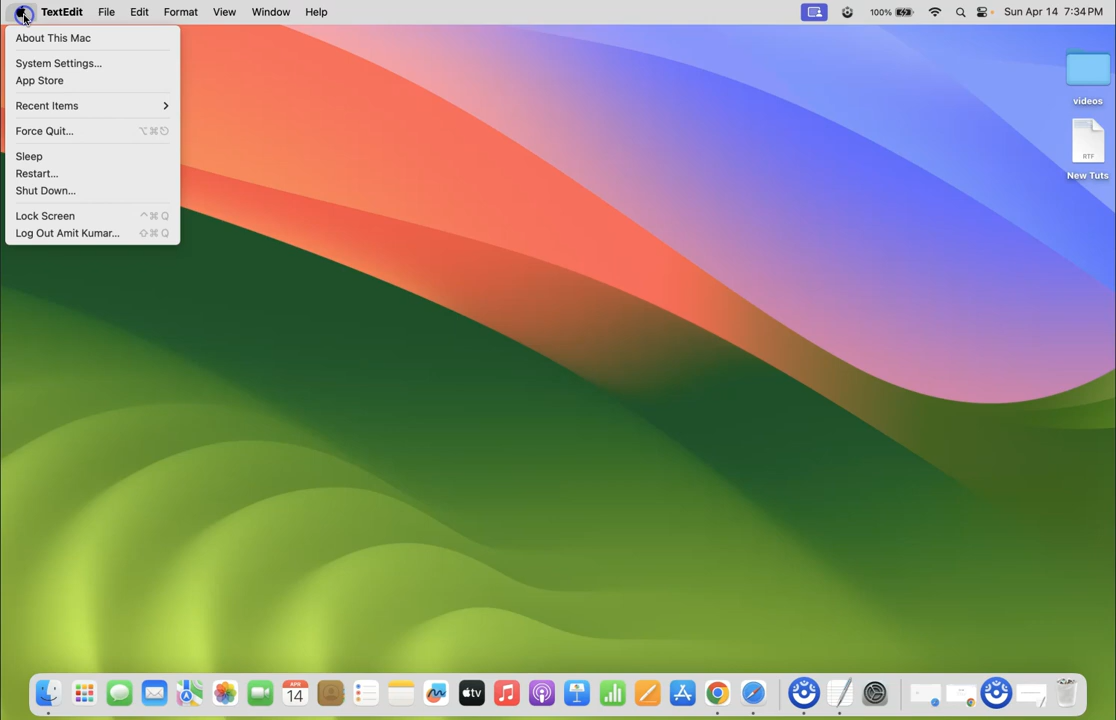 TextEdit File Edit Format View Window Help 100% Sun Apr 14 7:34 PM
About This Mac
System Settings...
App Store
Recent Items
Force Quit... ⌥⌘⎋
Sleep
Restart...
Shut Down...
Lock Screen ^⌘Q
Log Out Amit Kumar... ⇧⌘Q
videos
RTF
New Tuts
APR
14
tv